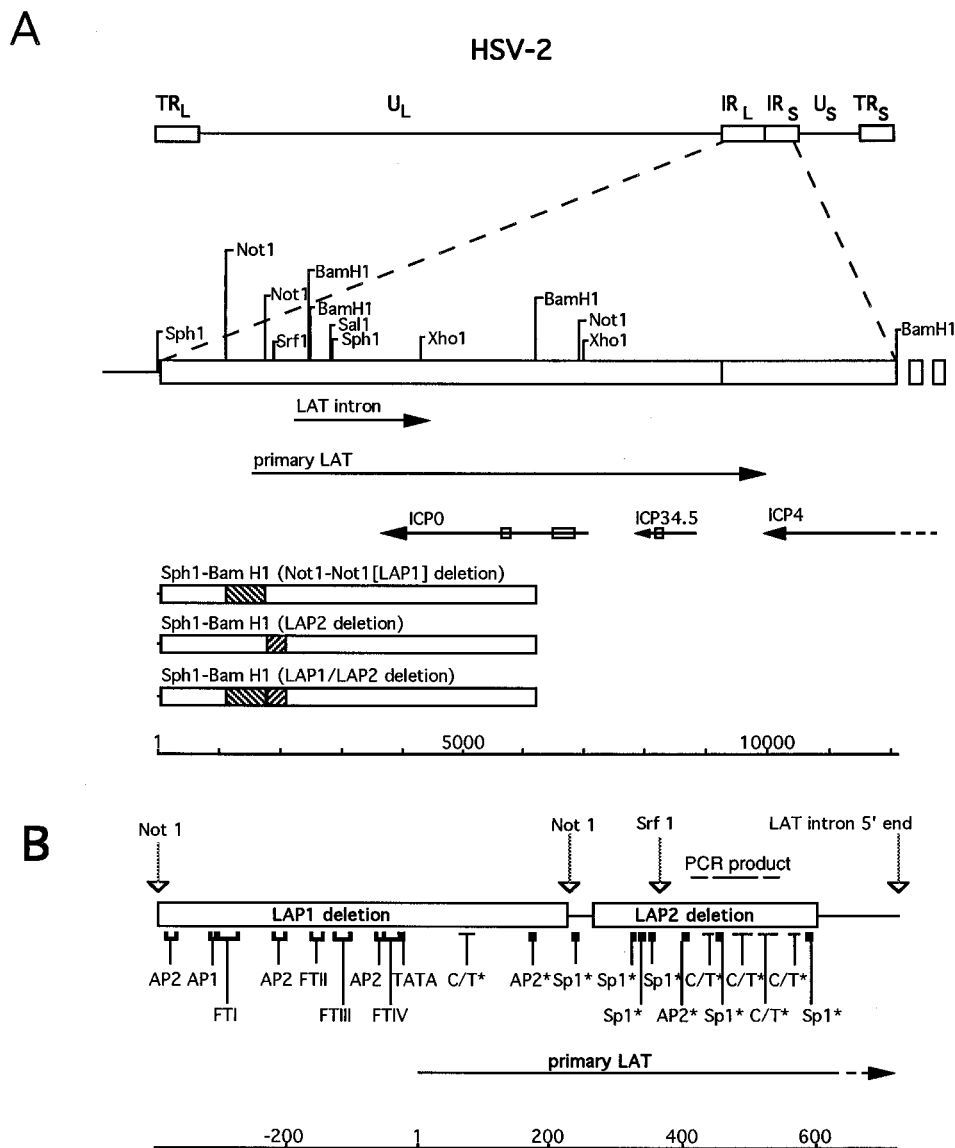 A
HSV-2
TRL UL IRL IRS US TRS
Not1
BamH1
Not1
BamH1
BamH1
Sal1
Not1
Sph1
Srf1
Sph1
Xho1
Xho1
BamH1
LAT intron
primary LAT
ICP0 ICP34.5 ICP4
Sph1-Bam H1 (Not1-Not1[LAP1] deletion)
Sph1-Bam H1 (LAP2 deletion)
Sph1-Bam H1 (LAP1/LAP2 deletion)
1 5000 10000
B
Not 1 Not 1 Srf 1 LAT intron 5' end
PCR product
LAP1 deletion LAP2 deletion
AP2 AP1 AP2 FTII AP2 TATA C/T* AP2* Sp1* Sp1* Sp1* C/T* C/T* C/T*
FTI FTIII FTIV Sp1* AP2* Sp1* C/T* Sp1*
primary LAT
-200 1 200 400 600